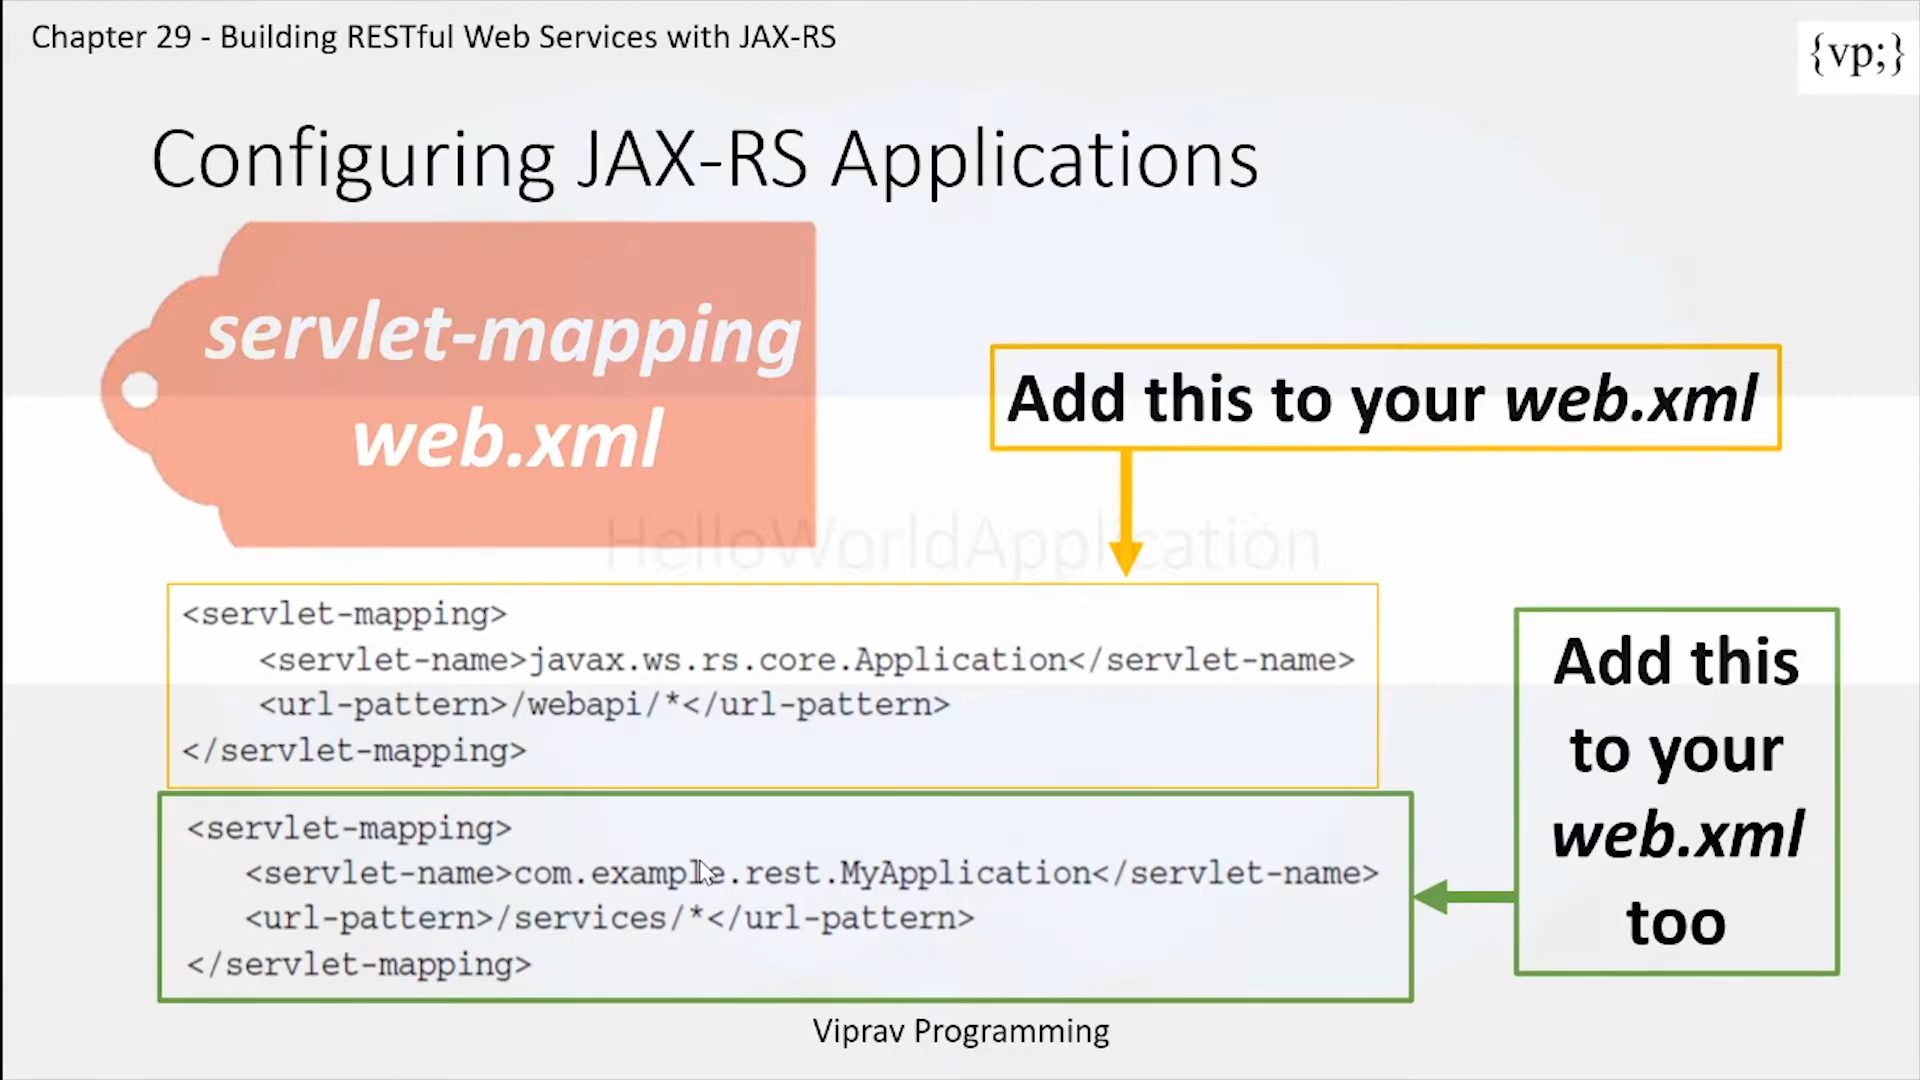 Chapter 29 - Building RESTful Web Services with JAX-RS
{vp;}
Configuring JAX-RS Applications
servlet-mapping
web.xml
Add this to your web.xml
HelloWorldApplication
<servlet-mapping>
<servlet-name>javax.ws.rs.core.Application</servlet-name>
<url-pattern>/webapi/*</url-pattern>
</servlet-mapping>
<servlet-mapping>
<servlet-name>com.example.rest.MyApplication</servlet-name>
<url-pattern>/services/*</url-pattern>
</servlet-mapping>
Add this
to your
web.xml
too
Viprav Programming